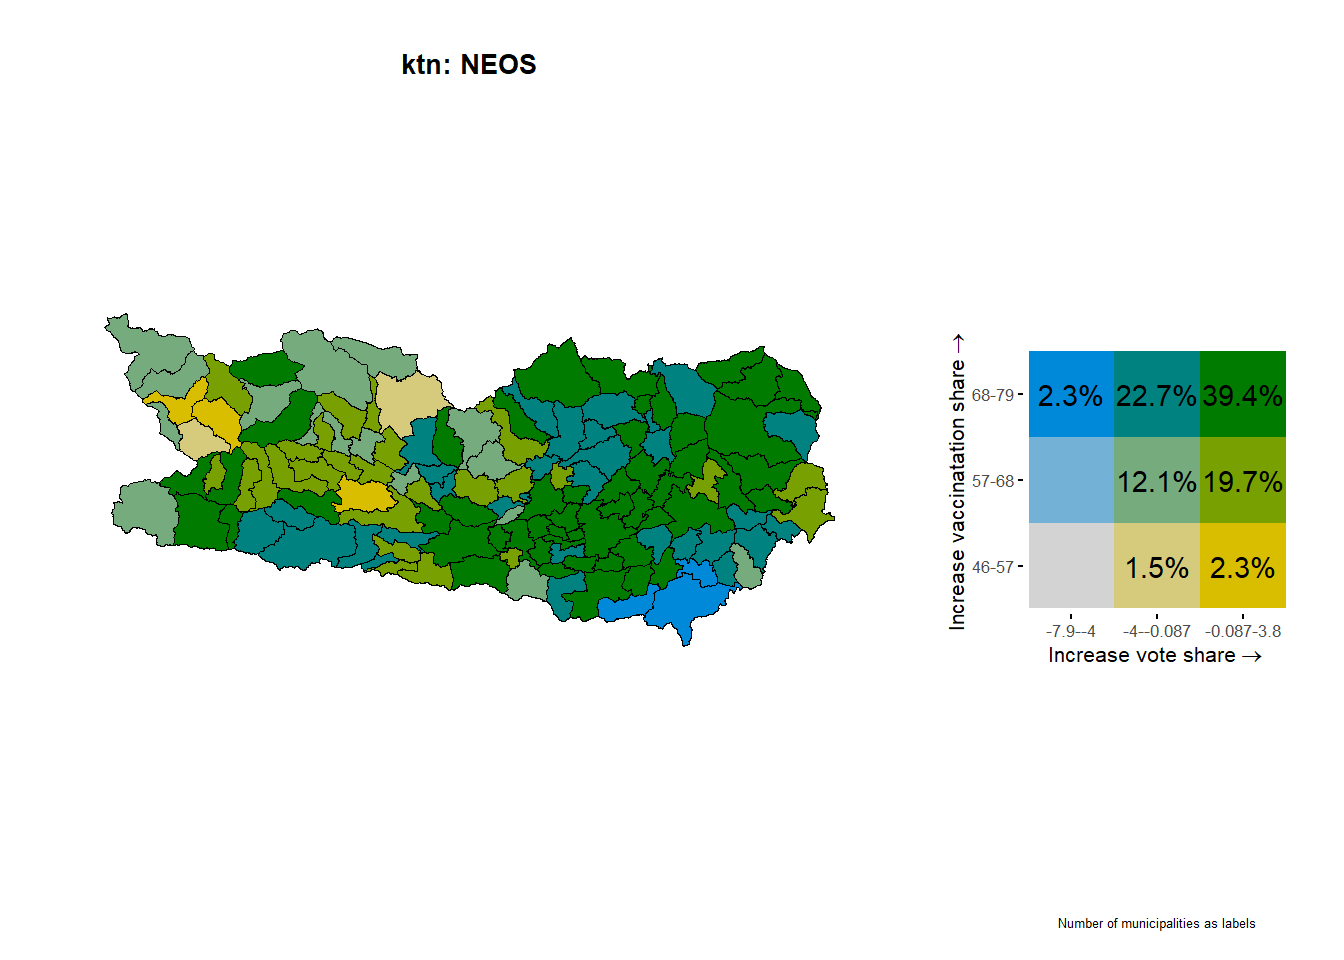 ktn: NEOS
Increase vaccinatation share →
68-79
57-68
46-57
2.3% 22.7% 39.4%
12.1% 19.7%
1.5% 2.3%
-7.9--4 -4--0.087 -0.087-3.8
Increase vote share →
Number of municipalities as labels